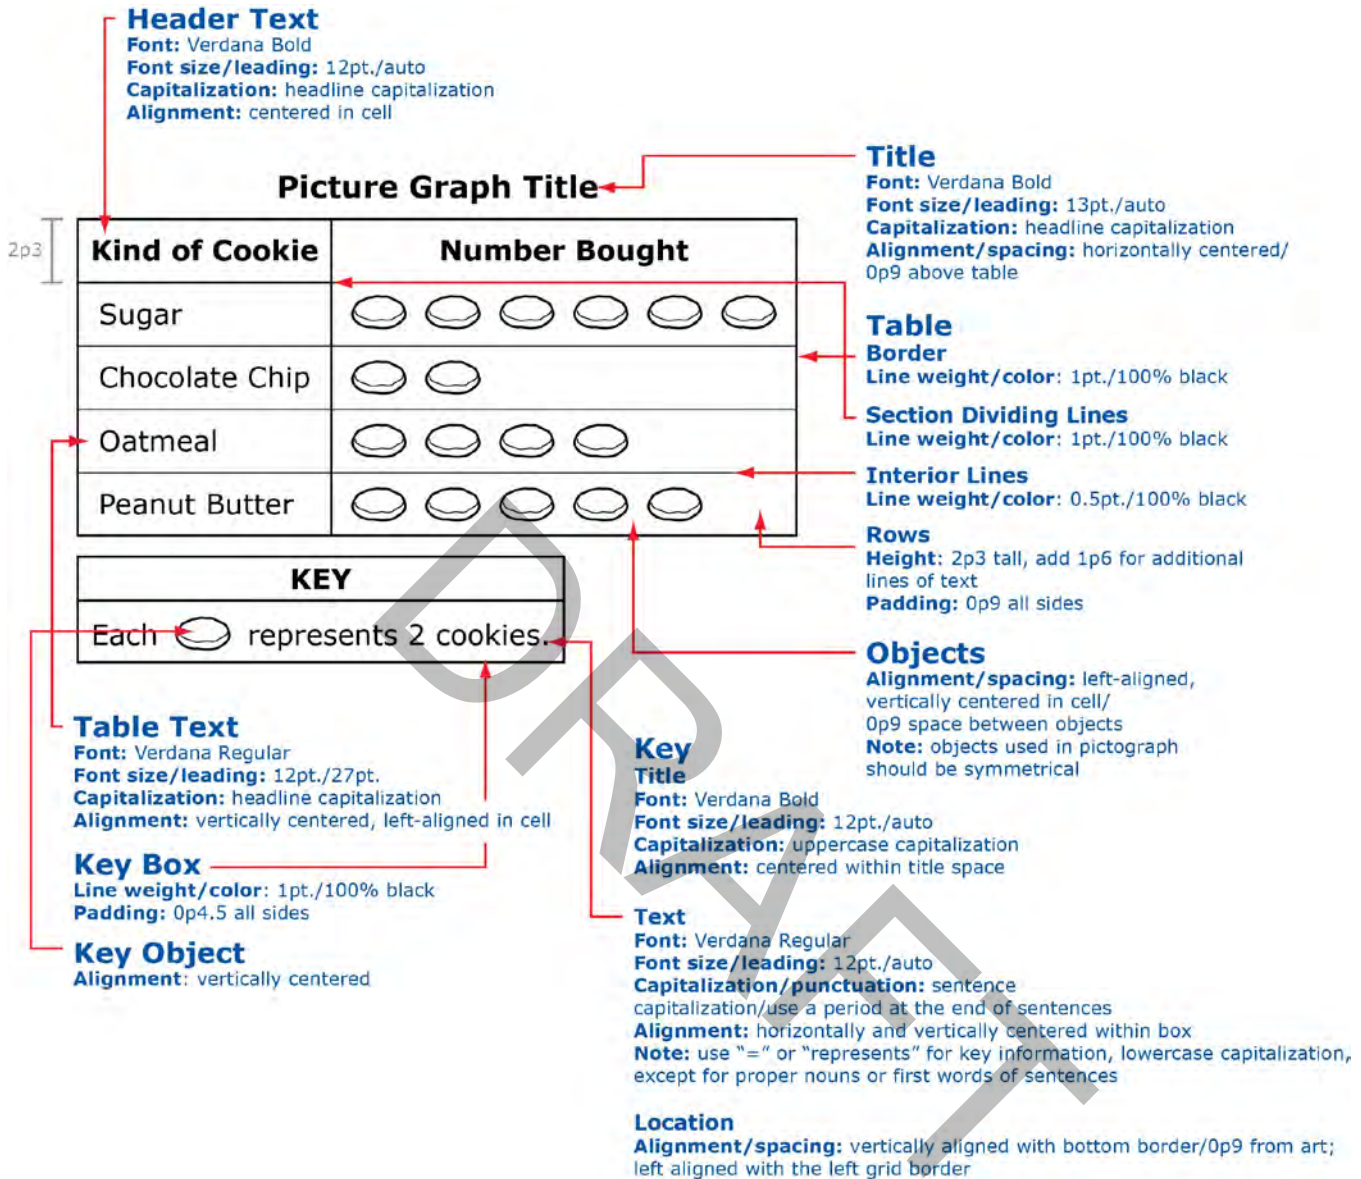 Header Text
Font: Verdana Bold
Font size/leading: 12pt./auto
Capitalization: headline capitalization
Alignment: centered in cell
Picture Graph Title
2p3
Kind of Cookie Number Bought
Sugar
Chocolate Chip
Oatmeal
Peanut Butter
KEY
Each represents 2 cookies.
Title
Font: Verdana Bold
Font size/leading: 13pt./auto
Capitalization: headline capitalization
Alignment/spacing: horizontally centered/
0p9 above table
Table
Border
Line weight/color: 1pt./100% black
Section Dividing Lines
Line weight/color: 1pt./100% black
Interior Lines
Line weight/color: 0.5pt./100% black
Rows
Height: 2p3 tall, add 1p6 for additional
lines of text
Padding: 0p9 all sides
Objects
Alignment/spacing: left-aligned,
vertically centered in cell/
0p9 space between objects
Note: objects used in pictograph
should be symmetrical
Table Text
Font: Verdana Regular
Font size/leading: 12pt./27pt.
Capitalization: headline capitalization
Alignment: vertically centered, left-aligned in cell
Key Box
Line weight/color: 1pt./100% black
Padding: 0p4.5 all sides
Key Object
Alignment: vertically centered
Key
Title
Font: Verdana Bold
Font size/leading: 12pt./auto
Capitalization: uppercase capitalization
Alignment: centered within title space
Text
Font: Verdana Regular
Font size/leading: 12pt./auto
Capitalization/punctuation: sentence
capitalization/use a period at the end of sentences
Alignment: horizontally and vertically centered within box
Note: use “=” or “represents” for key information, lowercase capitalization,
except for proper nouns or first words of sentences
Location
Alignment/spacing: vertically aligned with bottom border/0p9 from art;
left aligned with the left grid border
DRAFT